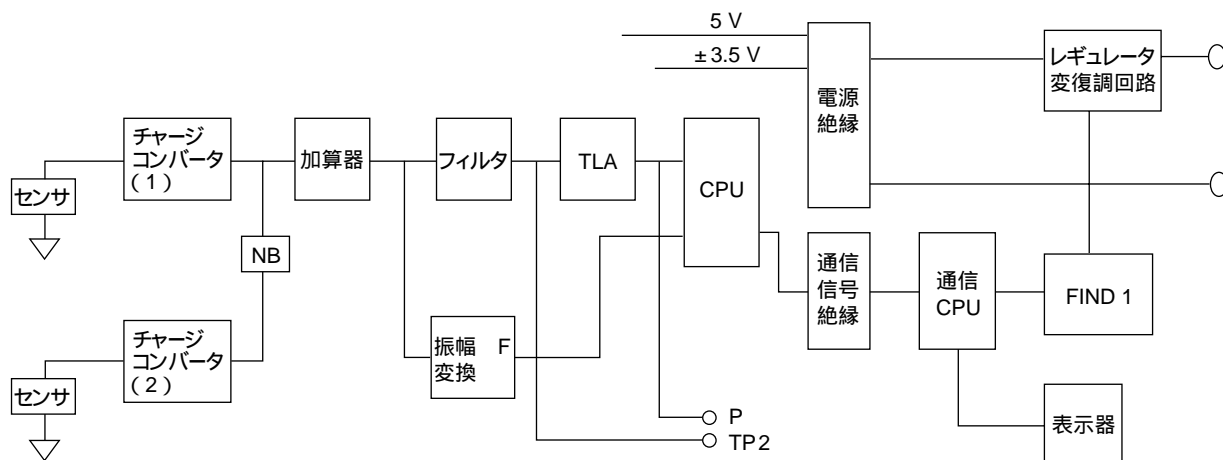 5 V
±3.5 V
電源
絶縁
レギュレータ
変復調回路
チャージ
コンバータ
(1)
加算器
フィルタ
TLA
CPU
センサ
NB
通信
信号
絶縁
通信
CPU
FIND 1
チャージ
コンバータ
(2)
振幅 F
変換
センサ
P
TP2
表示器